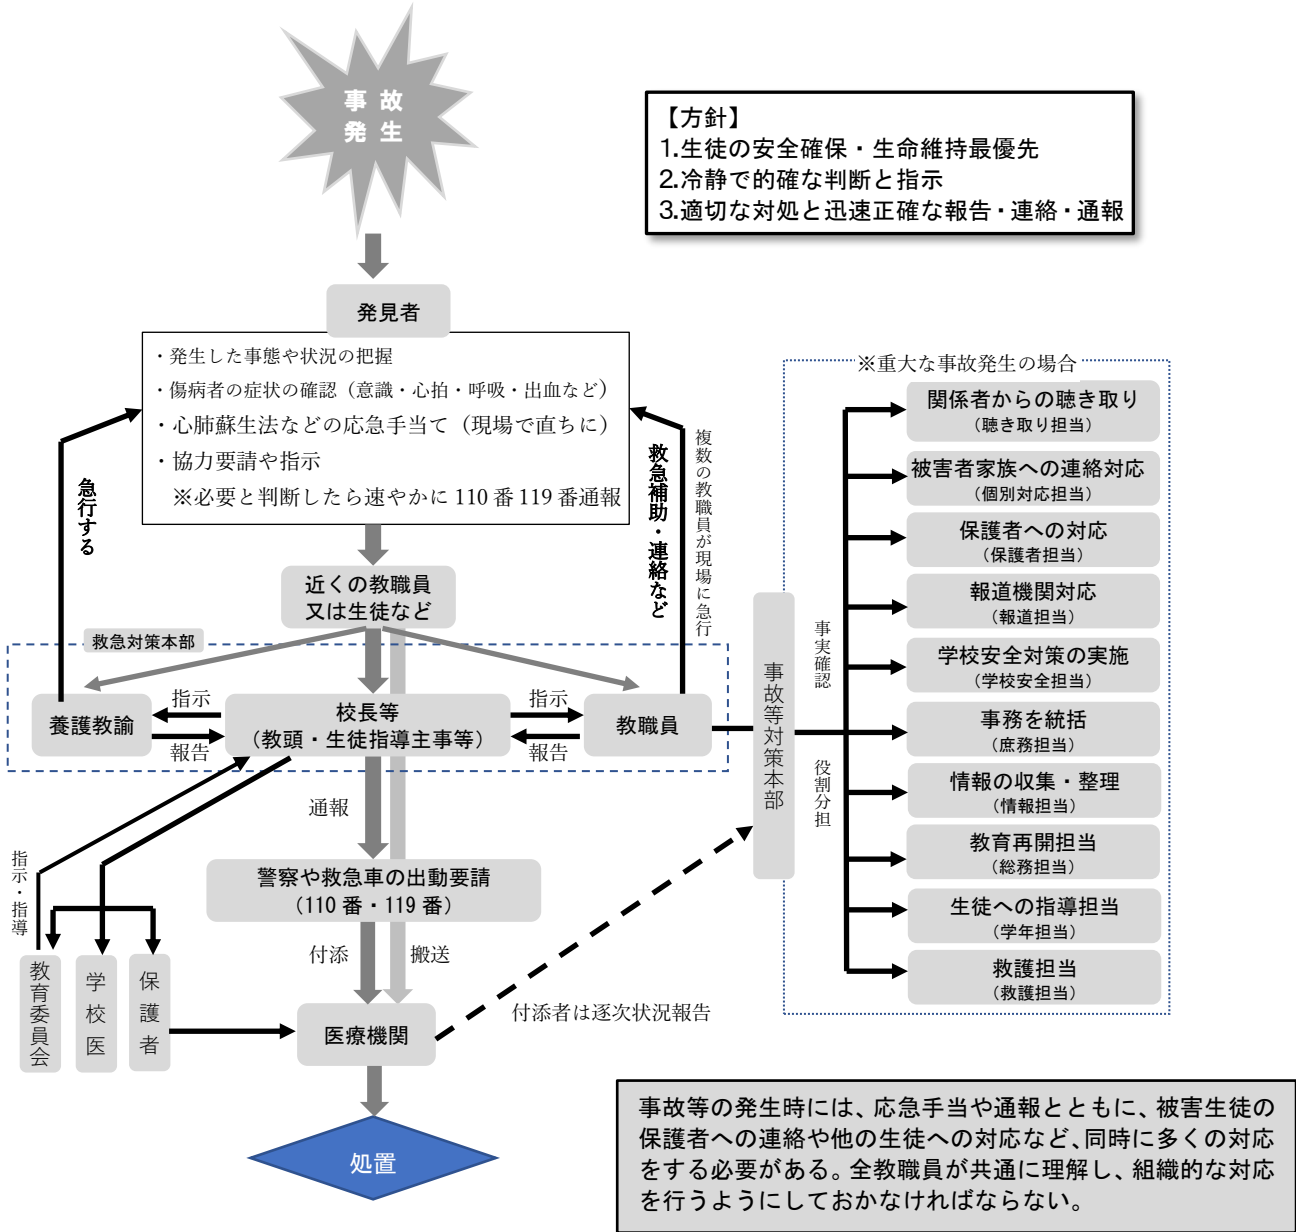 事 故
発 生
【方針】
1.生徒の安全確保・生命維持最優先
2.冷静で的確な判断と指示
3.適切な対処と迅速正確な報告・連絡・通報
発見者
・発生した事態や状況の把握
・傷病者の症状の確認（意識・心拍・呼吸・出血など）
・心肺蘇生法などの応急手当て（現場で直ちに）
・協力要請や指示
※必要と判断したら速やかに 110 番 119 番通報
急行する
救急補助・連絡など
複数の教職員が現場に急行
近くの教職員
又は生徒など
救急対策本部
養護教諭
指示
報告
校長等
（教頭・生徒指導主事等）
指示
報告
教職員
通報
指示・指導
警察や救急車の出動要請
（110 番・119 番）
付添
搬送
教育委員会
学校医
保護者
医療機関
付添者は逐次状況報告
処置
事故等対策本部
※重大な事故発生の場合
事実確認
役割分担
関係者からの聴き取り
（聴き取り担当）
被害者家族への連絡対応
（個別対応担当）
保護者への対応
（保護者担当）
報道機関対応
（報道担当）
学校安全対策の実施
（学校安全担当）
事務を統括
（庶務担当）
情報の収集・整理
（情報担当）
教育再開担当
（総務担当）
生徒への指導担当
（学年担当）
救護担当
（救護担当）
事故等の発生時には、応急手当や通報とともに、被害生徒の
保護者への連絡や他の生徒への対応など、同時に多くの対応
をする必要がある。全教職員が共通に理解し、組織的な対応
を行うようにしておかなければならない。